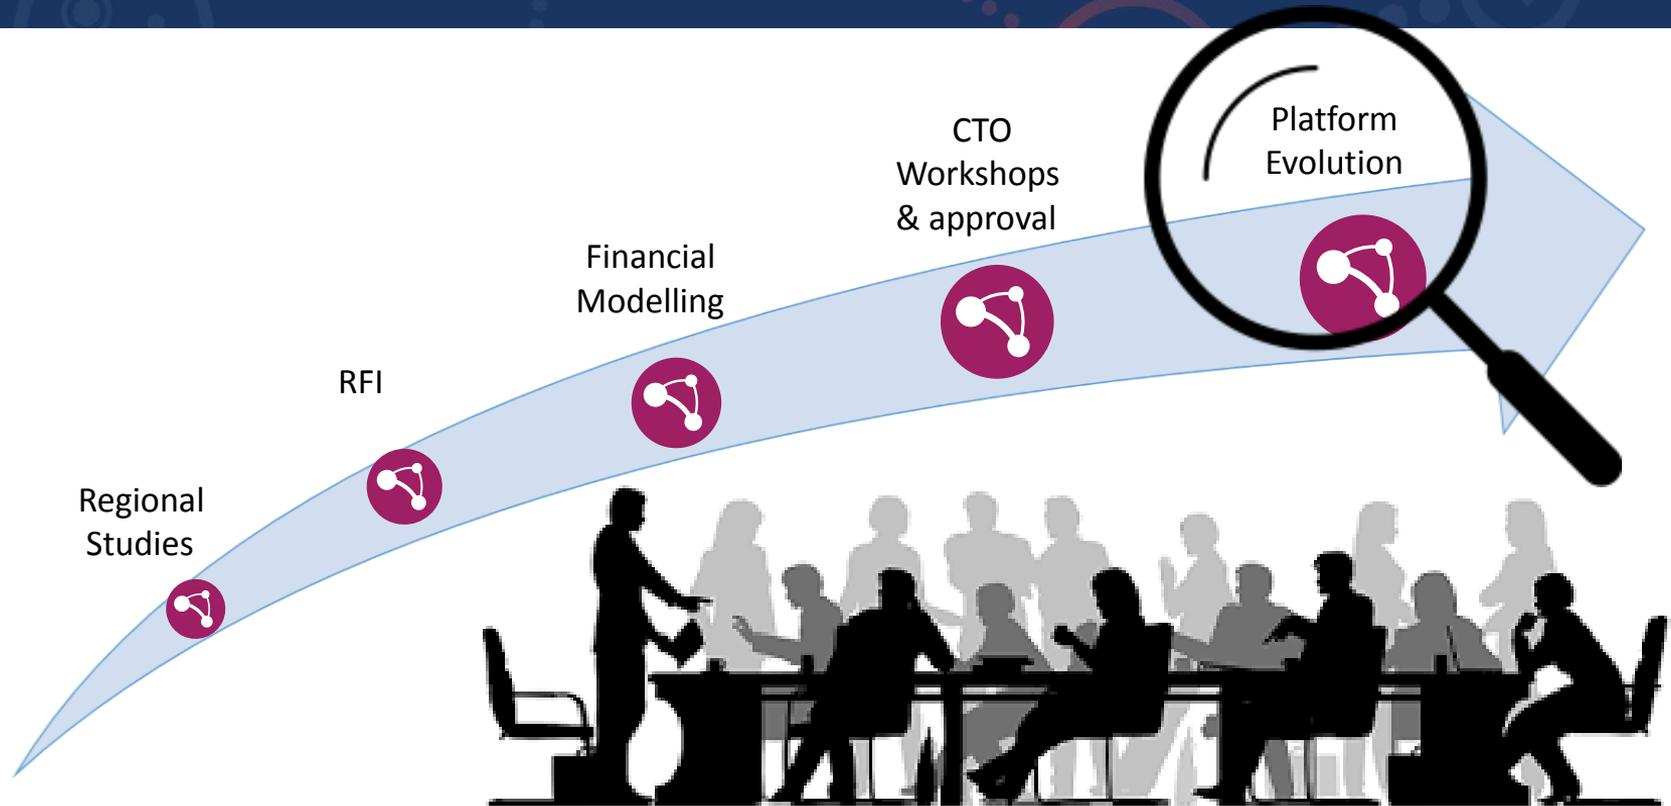 Regional
Studies
RFI
Financial
Modelling
CTO
Workshops
& approval
Platform
Evolution